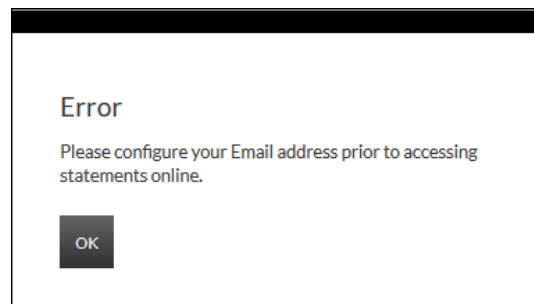 Error
Please configure your Email address prior to accessing
statements online.
OK